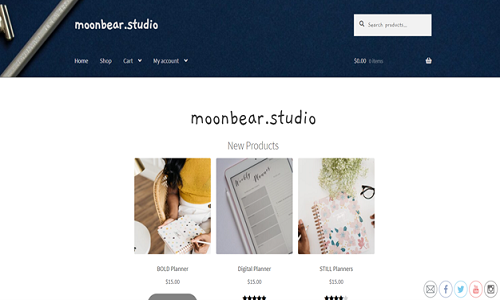 moonbear.studio
Search products...
Home
Shop
Cart
My account
$0.00 0 items
moonbear.studio
New Products
Weekly Planner
BOLD Planner
Digital Planner
STILL Planners
$15.00
$15.00
$15.00